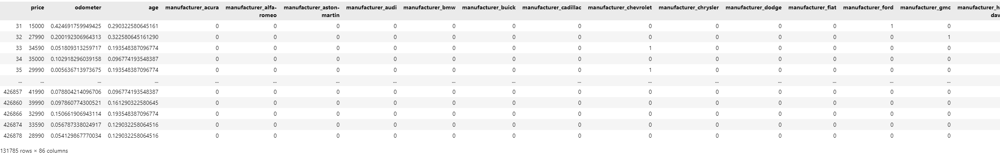 price odometer age manufacturer_acura manufacturer_alfa- manufacturer_aston- manufacturer_audi manufacturer_bmw manufacturer_buick manufacturer_cadillac manufacturer_chevrolet manufacturer_chrysler manufacturer_dodge manufacturer_fiat manufacturer_ford manufacturer_gmc manufacturer_h
romeo martin dav
31 15000 0.424691759949425 0.290322580645161 0 0 0 0 0 0 0 0 0 0 0 1 0
32 27990 0.200192306964313 0.322580645161290 0 0 0 0 0 0 0 0 0 0 0 0 1
33 34590 0.051809313259717 0.193548387096774 0 0 0 0 0 0 0 1 0 0 0 0 0
34 35000 0.102918296039158 0.096774193548387 0 0 0 0 0 0 0 0 0 0 0 0 0
35 29990 0.005636713973675 0.193548387096774 0 0 0 0 0 0 0 1 0 0 0 0 0
... ... ... ... ... ... ... ... ... ... ... ... ... ... ... ... ...
426857 41990 0.078804214096706 0.096774193548387 0 0 0 0 0 0 0 0 0 0 0 0 0
426860 39990 0.097860774300521 0.161290322580645 0 0 0 0 0 0 0 0 0 0 0 0 0
426866 32990 0.150661906943114 0.193548387096774 0 0 0 0 0 0 0 0 0 0 0 0 0
426874 33590 0.056787338024917 0.129032258064516 0 0 0 0 0 0 0 0 0 0 0 0 0
426878 28990 0.054129867770034 0.129032258064516 0 0 0 0 0 0 0 0 0 0 0 0 0
131785 rows × 86 columns